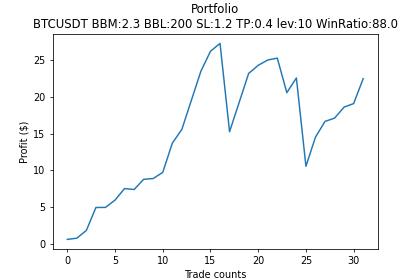 Portfolio
BTCUSDT BBM:2.3 BBL:200 SL:1.2 TP:0.4 lev:10 WinRatio:88.0
Profit ($)
25
20
15
10
5
0
0 5 10 15 20 25 30
Trade counts